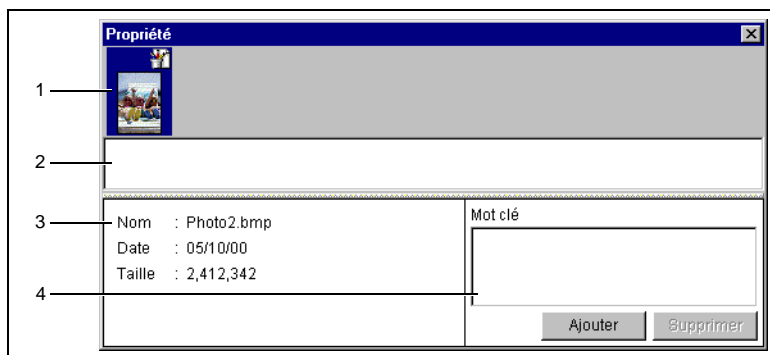 Propriété
1
2
3
Nom : Photo2.bmp
Date : 05/10/00
Taille : 2,412,342
Mot clé
4
Ajouter
Supprimer